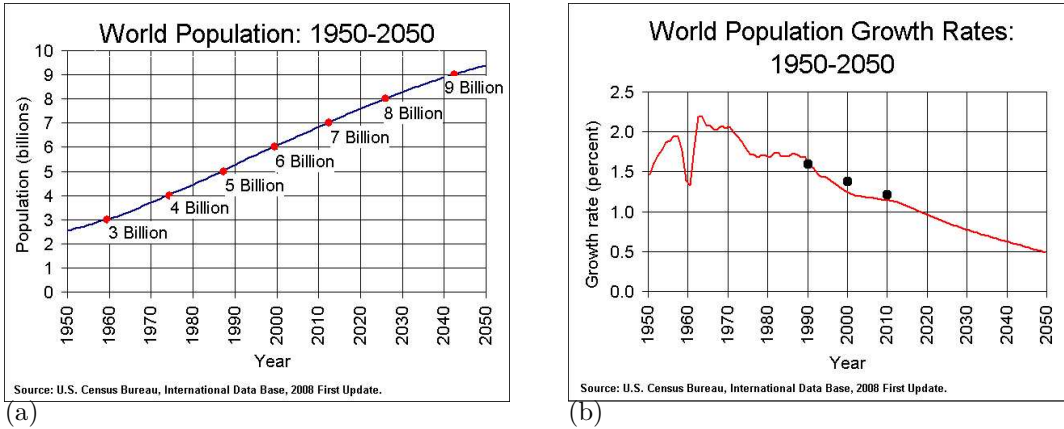 World Population: 1950-2050
Population (billions)
10
9
8
7
6
5
4
3
2
1
0
3 Billion
4 Billion
5 Billion
6 Billion
7 Billion
8 Billion
9 Billion
1950
1960
1970
1980
1990
2000
2010
2020
2030
2040
2050
Year
Source: U.S. Census Bureau, International Data Base, 2008 First Update.
(a)
World Population Growth Rates:
1950-2050
Growth rate (percent)
2.5
2.0
1.5
1.0
0.5
0.0
1950
1960
1970
1980
1990
2000
2010
2020
2030
2040
2050
Year
Source: U.S. Census Bureau, International Data Base, 2008 First Update.
(b)